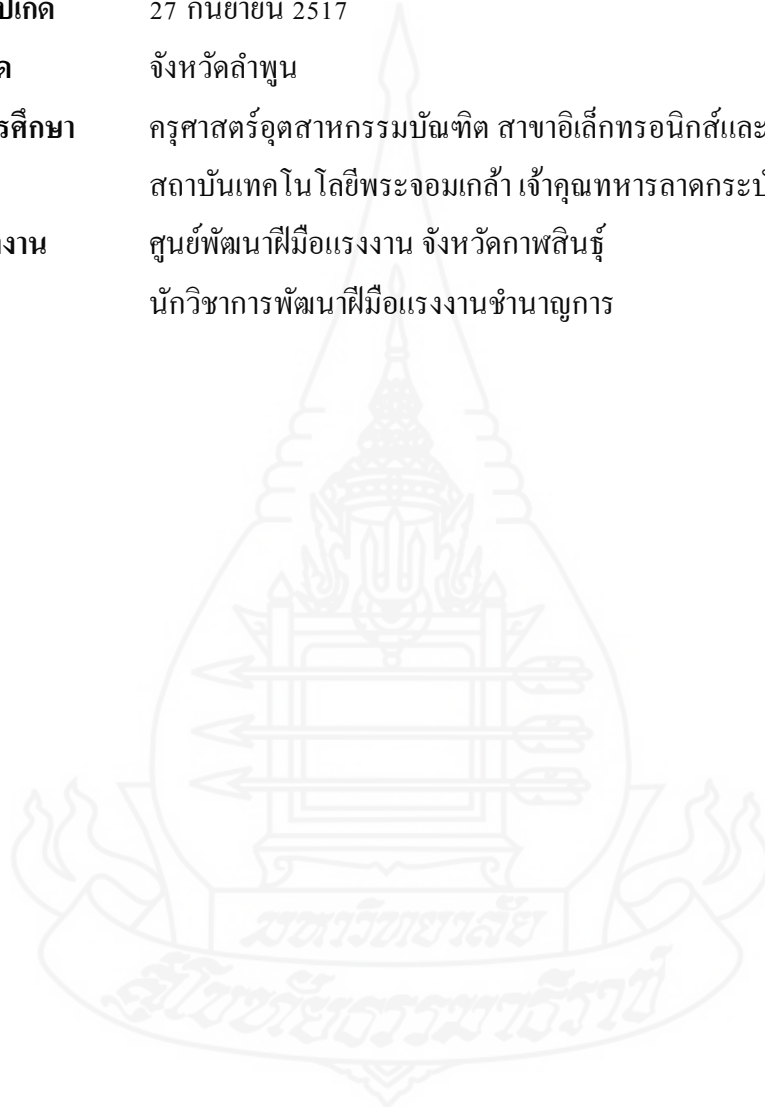 27 กันยายน 2517
จังหวัดลำพูน
ครุศาสตร์อุตสาหกรรมบัณฑิต สาขาอิเล็กทรอนิกส์และ
สถาบันเทคโนโลยีพระจอมเกล้า เจ้าคุณทหารลาดกระบัง
ศูนย์พัฒนาฝีมือแรงงาน จังหวัดกาฬสินธุ์
นักวิชาการพัฒนาฝีมือแรงงานชำนาญการ
มหาวิทยาลัย
สุโขทัยธรรมาธิราช